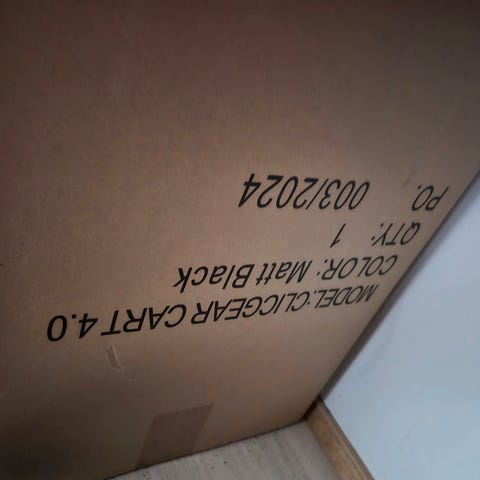 MODEL:CLICGEAR CART 4.0
COLOR: Matt Black
QTY: 1
PO. 003/2024